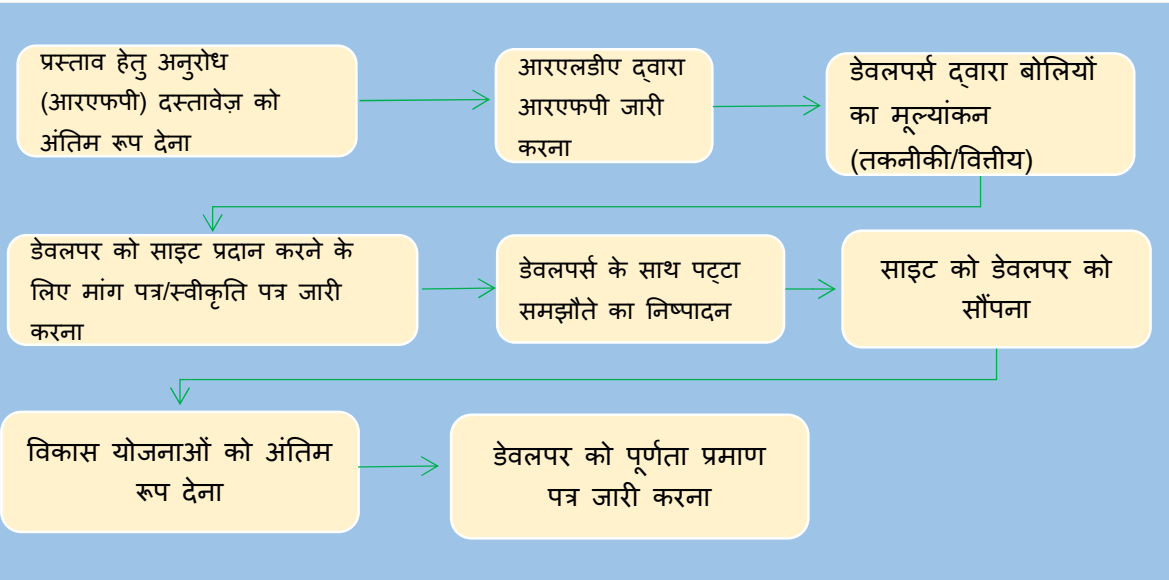 प्रस्ताव हेतु अनुरोध
(आरएफपी) दस्तावेज़ को
अंतिम रूप देना
आरएलडीए द्वारा
आरएफपी जारी
करना
डेवलपर्स द्वारा बोलियों
का मूल्यांकन
(तकनीकी/वित्तीय)
डेवलपर को साइट प्रदान करने के
लिए मांग पत्र/स्वीकृति पत्र जारी
करना
डेवलपर्स के साथ पट्टा
समझौते का निष्पादन
साइट को डेवलपर को
सौंपना
विकास योजनाओं को अंतिम
रूप देना
डेवलपर को पूर्णता प्रमाण
पत्र जारी करना